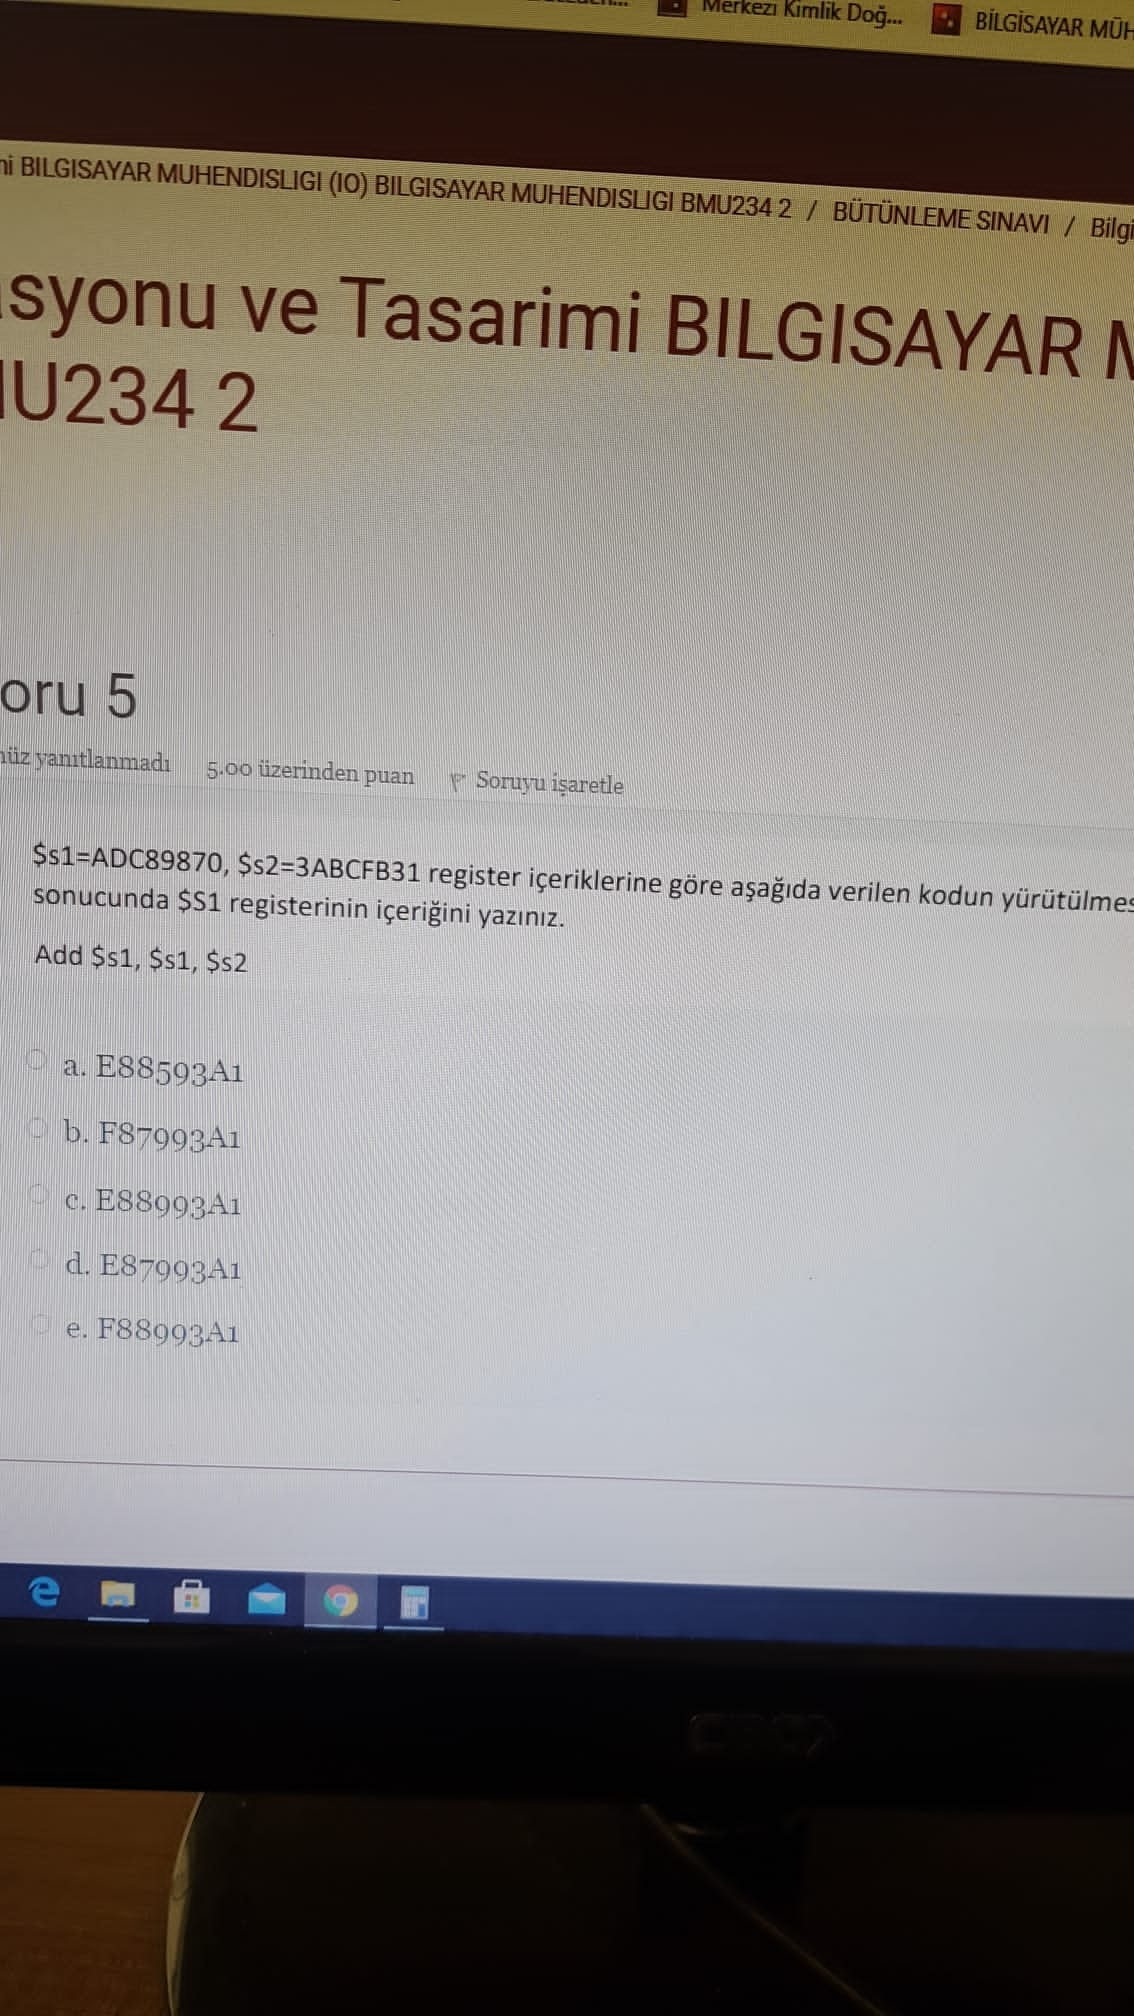 Merkezi Kimlik Doğ... BİLGİSAYAR MÜH
ni BILGISAYAR MUHENDISLIGI (IO) BILGISAYAR MUHENDISLIGI BMU234 2 / BÜTÜNLEME SINAVI / Bilgi
syonu ve Tasarimi BILGISAYAR M
MU234 2
oru 5
nüz yanıtlanmadı 5.00 üzerinden puan Soruyu işaretle
$s1=ADC89870, $s2=3ABCFB31 register içeriklerine göre aşağıda verilen kodun yürütülmes
sonucunda $S1 registerinin içeriğini yazınız.
Add $s1, $s1, $s2
a. E88593A1
b. F87993A1
c. E88993A1
d. E87993A1
e. F88993A1